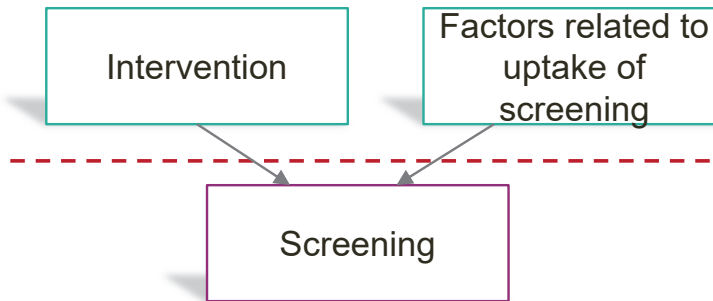 Intervention
Factors related to
uptake of
screening
Screening